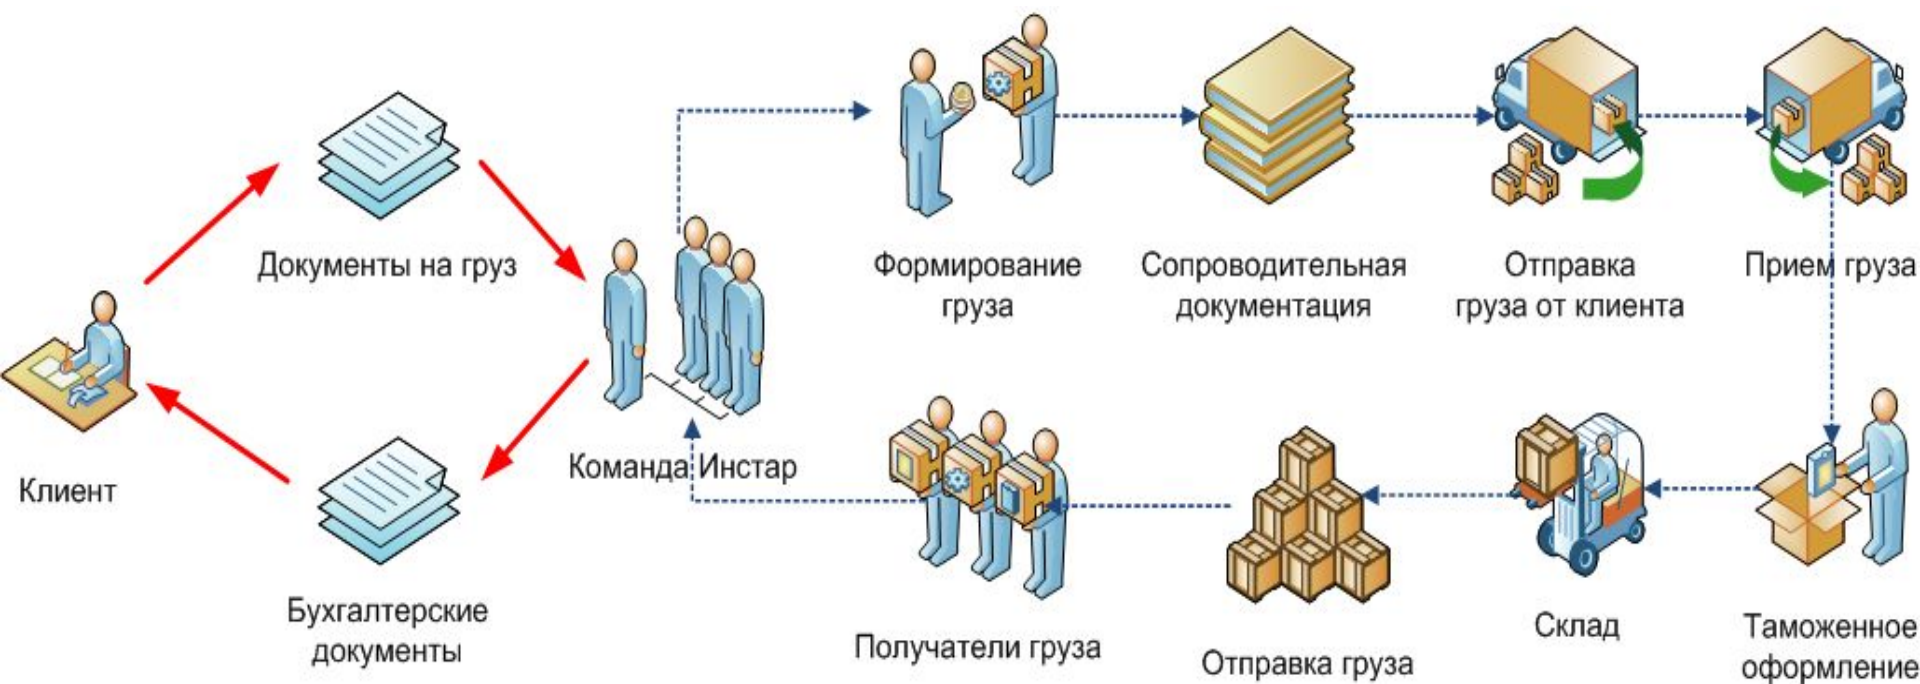 Документы на груз
Формирование
груза
Сопроводительная
документация
Отправка
груза от клиента
Прием груза
Клиент
Команда Инстар
Бухгалтерские
документы
Получатели груза
Отправка груза
Склад
Таможенное
оформление